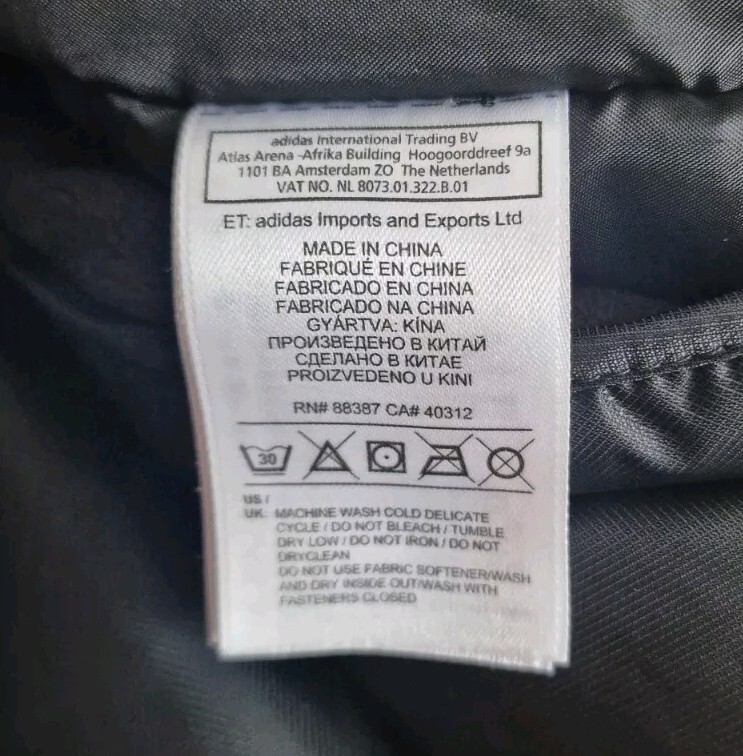 adidas International Trading BV
Atlas Arena -Afrika Building Hoogoorddreef 9a
1101 BA Amsterdam ZO The Netherlands
VAT NO. NL 8073.01.322.B.01
ET: adidas Imports and Exports Ltd
MADE IN CHINA
FABRIQUÉ EN CHINE
FABRICADO EN CHINA
FABRICADO NA CHINA
GYÁRTVA: KÍNA
ПРОИЗВЕДЕНО В КИТАЙ
СДЕЛАНО В КИТАЕ
PROIZVEDENO U KINI
RN# 88387 CA# 40312
30
US /
UK: MACHINE WASH COLD DELICATE
CYCLE / DO NOT BLEACH / TUMBLE
DRY LOW / DO NOT IRON / DO NOT
DRYCLEAN
DO NOT USE FABRIC SOFTENER/WASH
AND DRY INSIDE OUT/WASH WITH
FASTENERS CLOSED